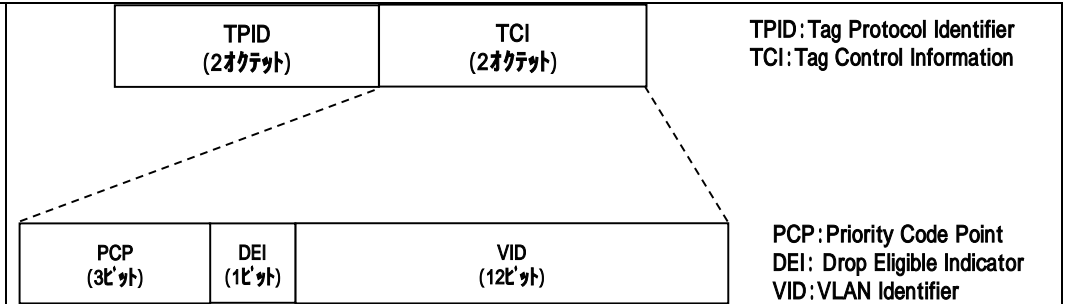 TPID
(2オクテット)
TCI
(2オクテット)
TPID:Tag Protocol Identifier
TCI:Tag Control Information
PCP
(3ビット)
DEI
(1ビット)
VID
(12ビット)
PCP:Priority Code Point
DEI: Drop Eligible Indicator
VID:VLAN Identifier